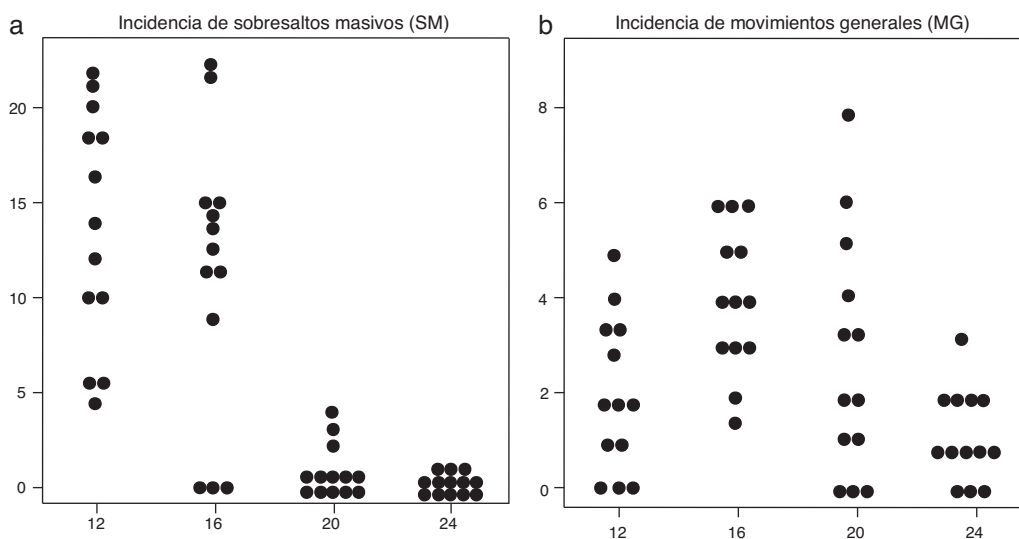 a
Incidencia de sobresaltos masivos (SM)
20
15
10
5
0
12 16 20 24
b
Incidencia de movimientos generales (MG)
8
6
4
2
0
12 16 20 24